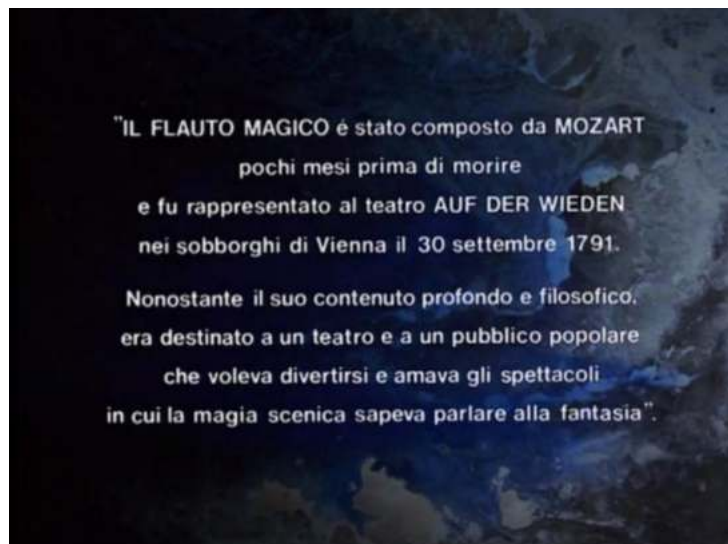 "IL FLAUTO MAGICO é stato composto da MOZART
pochi mesi prima di morire
e fu rappresentato al teatro AUF DER WIEDEN
nei sobborghi di Vienna il 30 settembre 1791.
Nonostante il suo contenuto profondo e filosofico,
era destinato a un teatro e a un pubblico popolare
che voleva divertirsi e amava gli spettacoli
in cui la magia scenica sapeva parlare alla fantasia".